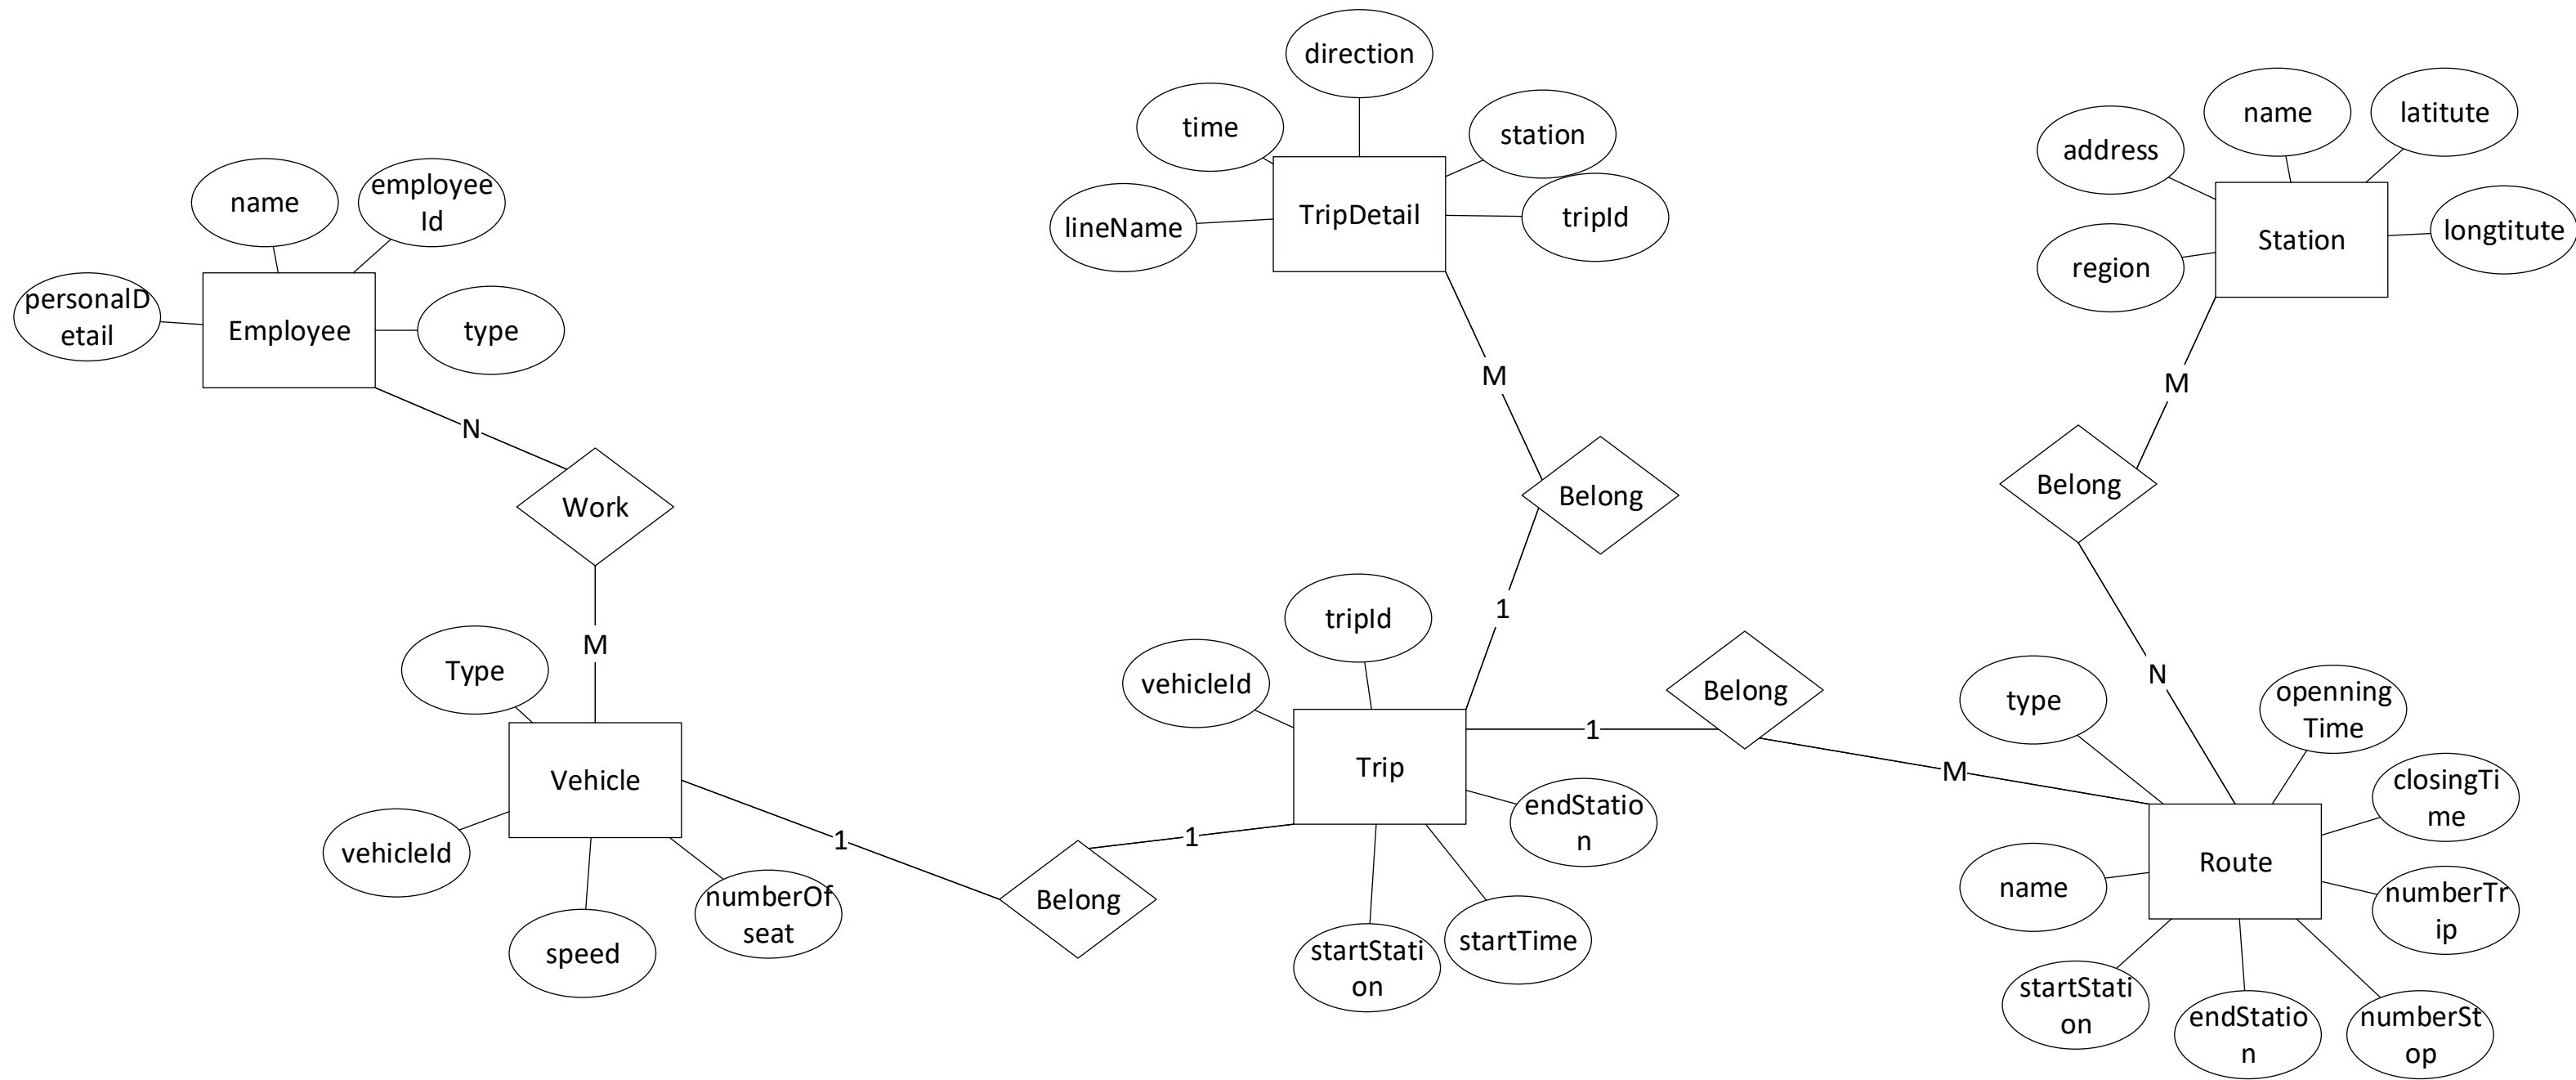 direction
time
station
lineName
TripDetail
tripId
name
latitute
address
Station
longtitute
region
name
employee
Id
personalD
etail
Employee
type
N
Work
M
M
Belong
1
M
Belong
N
Type
Vehicle
vehicleId
speed
numberOf
seat
1
Belong
1
tripId
vehicleId
Trip
endStatio
n
startStati
on
startTime
1
Belong
M
type
openning
Time
closingTi
me
name
Route
numberTr
ip
startStati
on
endStatio
n
numberSt
op